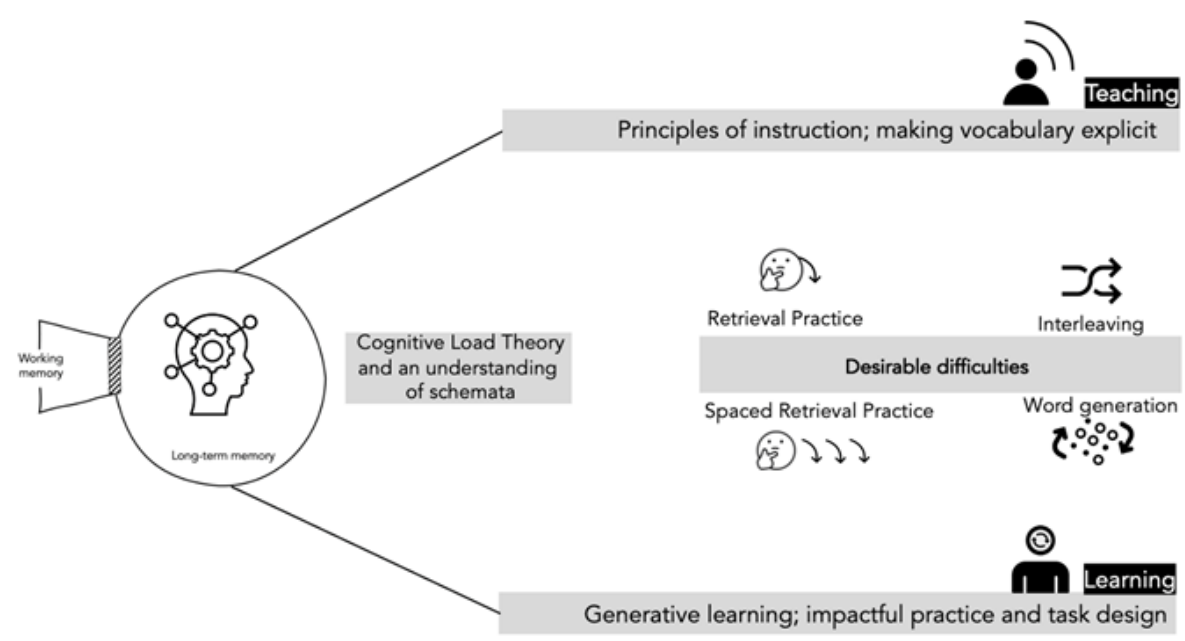 Teaching
Principles of instruction; making vocabulary explicit
Retrieval Practice
Interleaving
Working
memory
Cognitive Load Theory
and an understanding
of schemata
Desirable difficulties
Spaced Retrieval Practice
Word generation
Long-term memory
Learning
Generative learning; impactful practice and task design